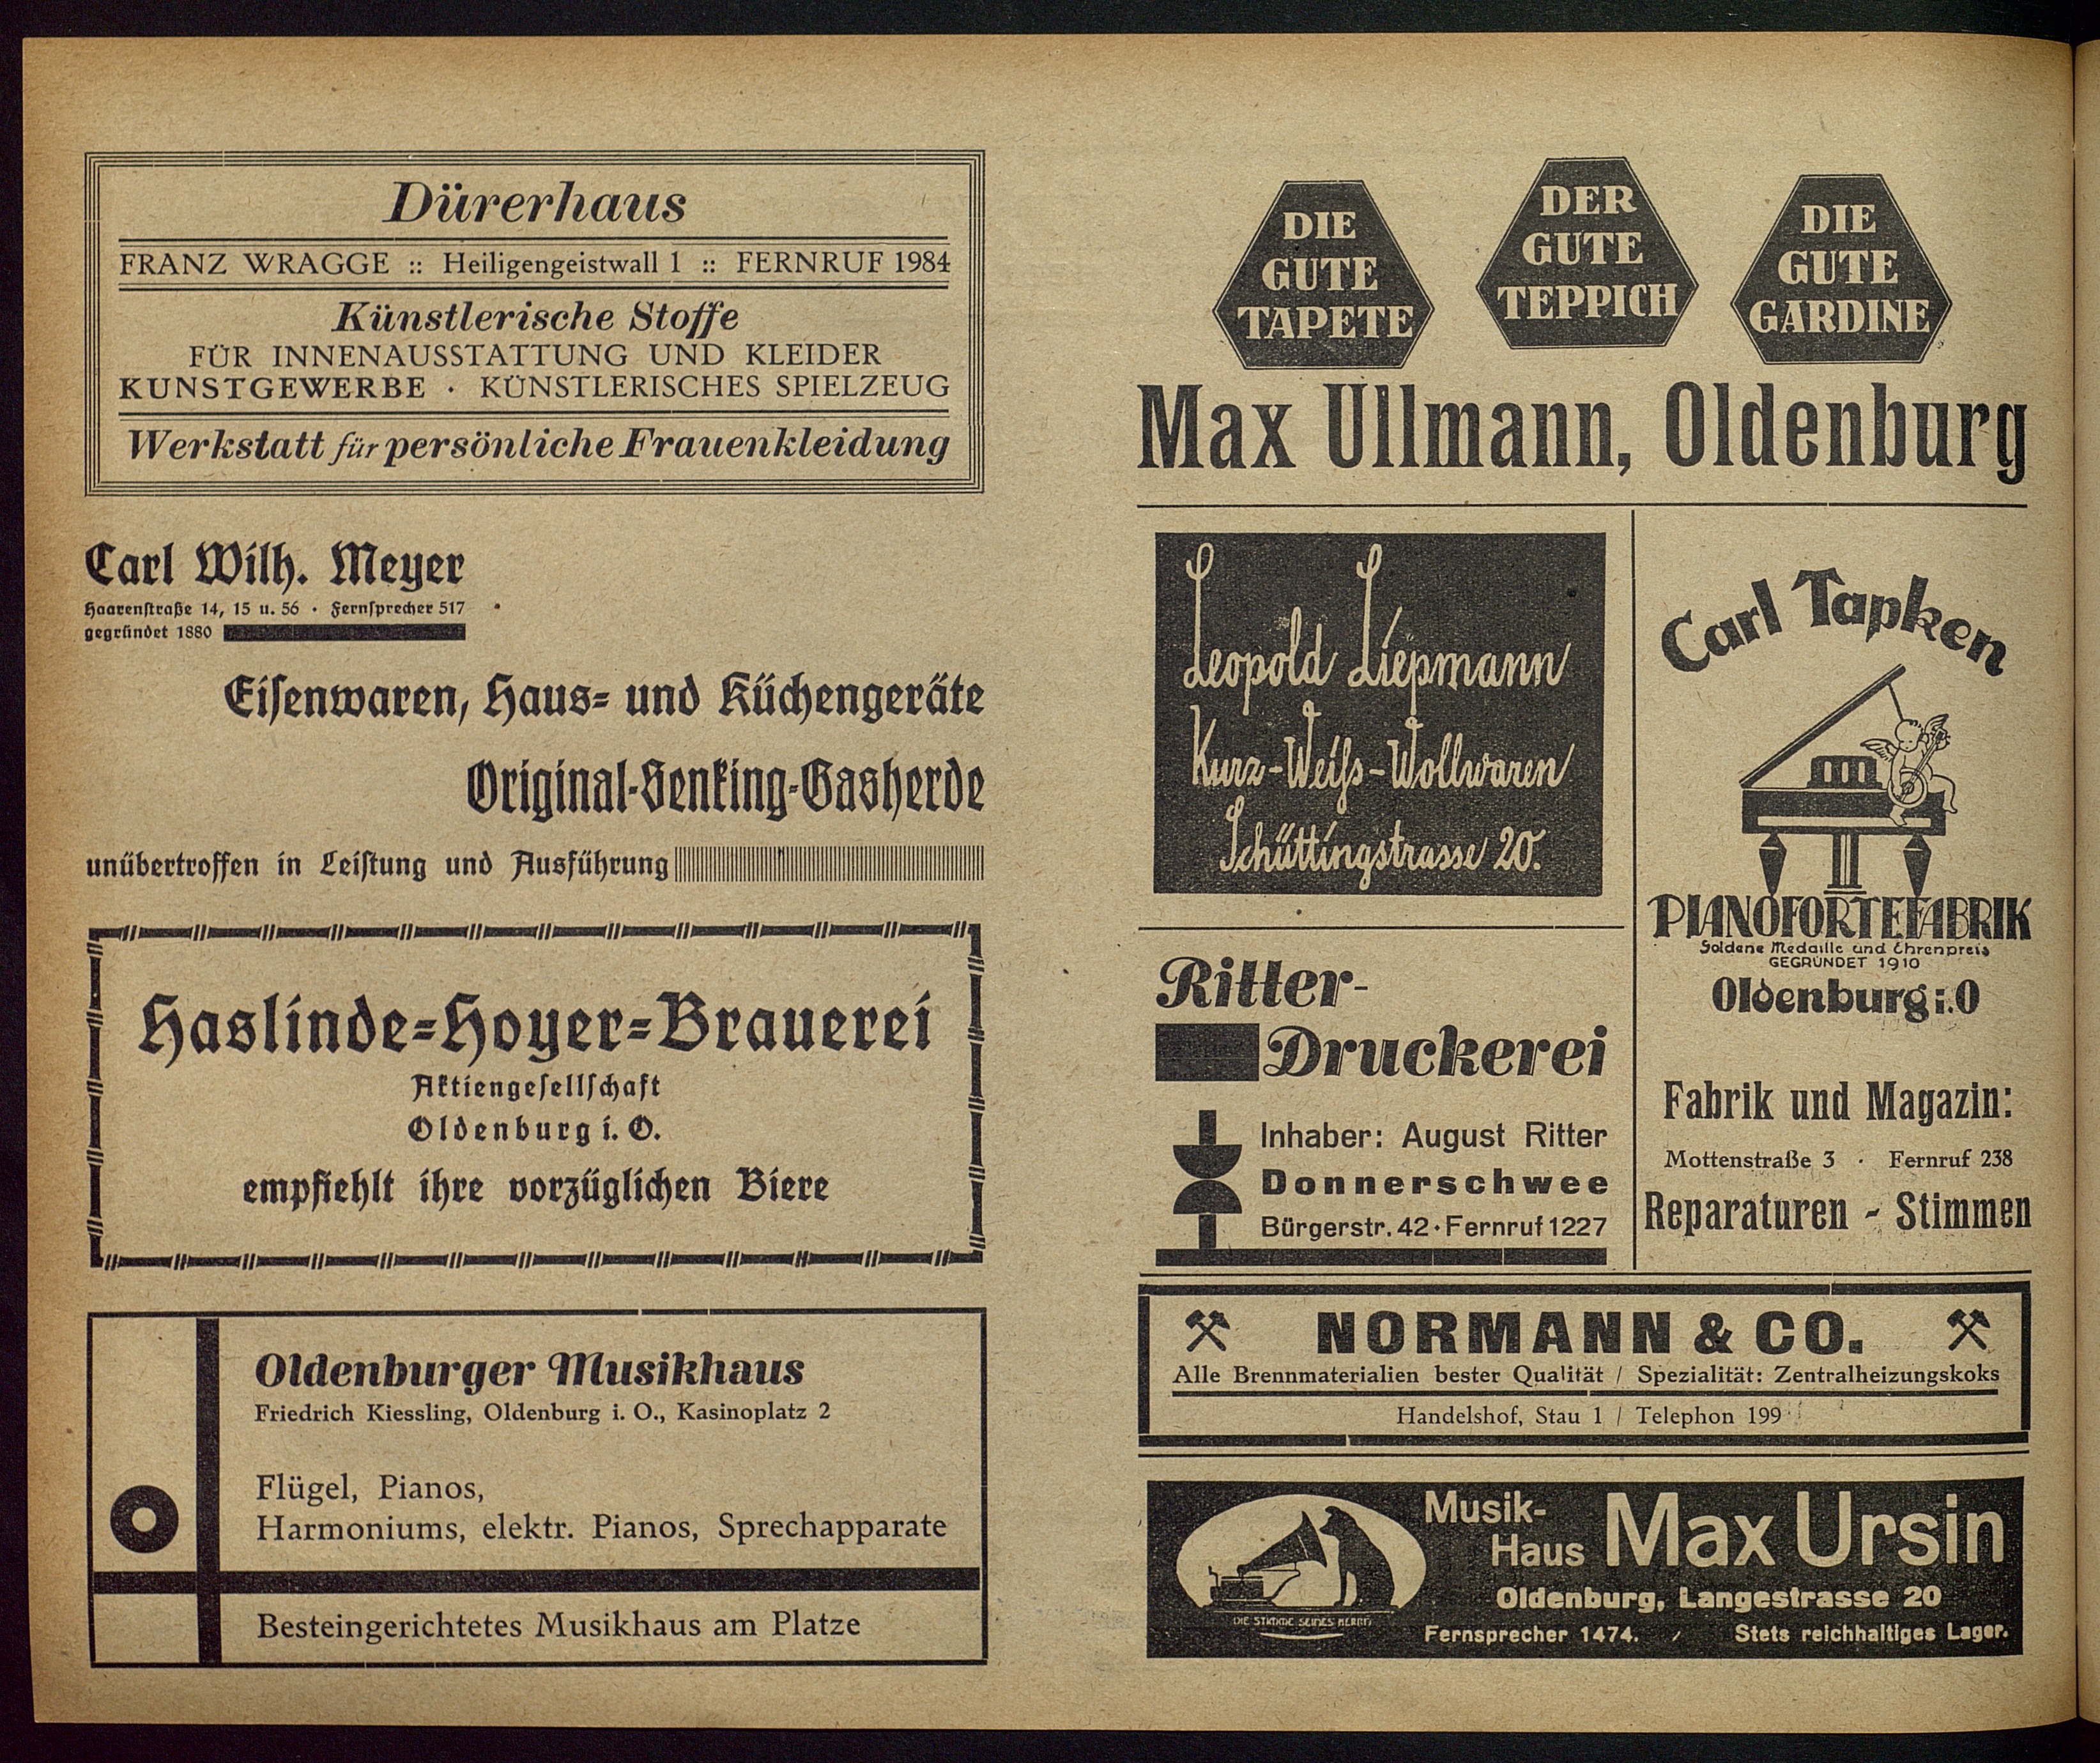 Dürerhaus
FRANZ WRAGGE :: Heiligengeistwall 1 :: FERNRUF 1984
Künstlerische Stoffe
FÜR INNENAUSSTATTUNG UND KLEIDER
KUNSTGEWERBE · KÜNSTLERISCHES SPIELZEUG
Werkstatt für persönliche Frauenkleidung
Carl Wilh. Meyer
Haarenſtraße 14, 15 u. 56 · Fernſprecher 517
gegründet 1880
Eiſenwaren, Haus- und Küchengeräte
Original-Senking-Gasherde
unübertroffen in Leiſtung und Ausführung
Haslinde-Hoyer-Brauerei
Aktiengeſellſchaft
Oldenburg i. O.
empfiehlt ihre vorzüglichen Biere
Oldenburger Musikhaus
Friedrich Kiessling, Oldenburg i. O., Kasinoplatz 2
Flügel, Pianos,
Harmoniums, elektr. Pianos, Sprechapparate
Besteingerichtetes Musikhaus am Platze
DIE
GUTE
TAPETE
DER
GUTE
TEPPICH
DIE
GUTE
GARDINE
Max Ullmann, Oldenburg
Leopold Liepmann
Kurz-Weiſs-Wollwaren
Schüttingstrasse 20.
Carl Tapken
PIANOFORTEFABRIK
Goldene Medaille und Ehrenpreis
GEGRÜNDET 1910
Oldenburg i. O
Fabrik und Magazin:
Mottenstraße 3 · Fernruf 238
Reparaturen - Stimmen
Ritter-
Druckerei
Inhaber: August Ritter
Donnerschwee
Bürgerstr. 42 · Fernruf 1227
NORMANN & CO.
Alle Brennmaterialien bester Qualität / Spezialität: Zentralheizungskoks
Handelshof, Stau 1 / Telephon 199
Musik-
Haus Max Ursin
Oldenburg, Langestrasse 20
Fernsprecher 1474. Stets reichhaltiges Lager.
DIE STIMME SEINES HERRN